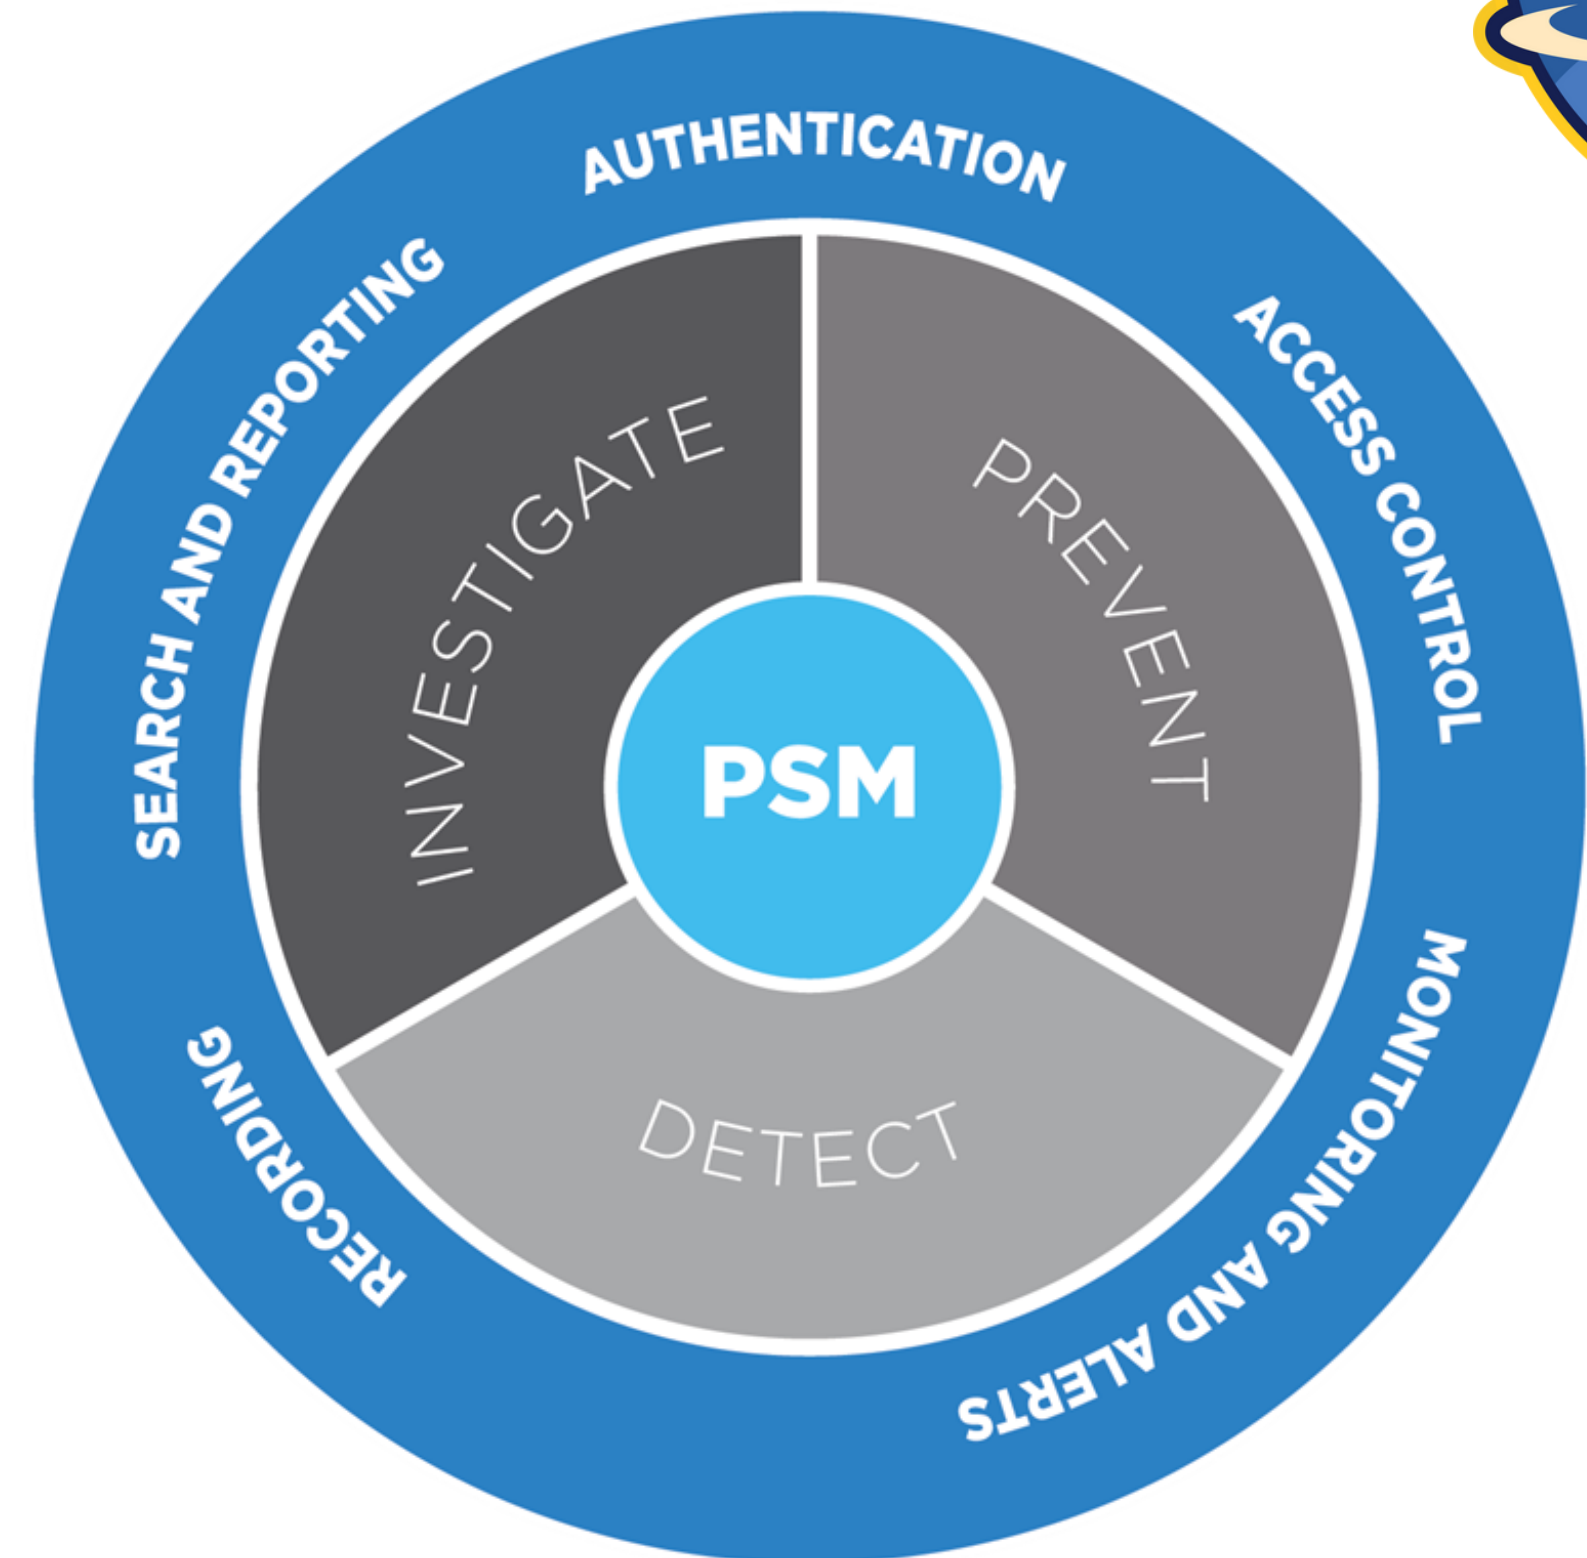 AUTHENTICATION
ACCESS CONTROL
MONITORING AND ALERTS
RECORDING
SEARCH AND REPORTING
INVESTIGATE
PREVENT
DETECT
PSM